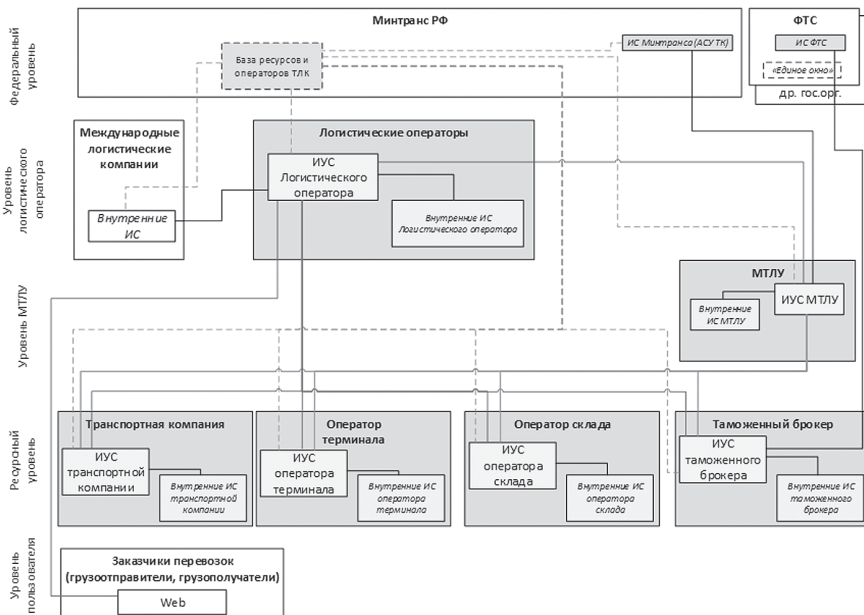 Федеральный
уровень
Минтранс РФ
База ресурсов и
операторов ТЛК
ИС Минтранса (АСУ ТК)
ФТС
ИС ФТС
«Единое окно»
др. гос.орг.
Уровень
логистического
оператора
Международные
логистические
компании
Внутренние
ИС
Логистические операторы
ИУС
Логистического
оператора
Внутренние ИС
Логистического оператора
Уровень МТЛУ
МТЛУ
Внутренние
ИС МТЛУ
ИУС МТЛУ
Ресурсный
уровень
Транспортная компания
ИУС
транспортной
компании
Внутренние ИС
транспортной
компании
Оператор
терминала
ИУС
оператора
терминала
Внутренние ИС
оператора
терминала
Оператор склада
ИУС
оператора
склада
Внутренние ИС
оператора
склада
Таможенный брокер
ИУС
таможенного
брокера
Внутренние ИС
таможенного
брокера
Уровень
пользователя
Заказчики перевозок
(грузоотправители, грузополучатели)
Web